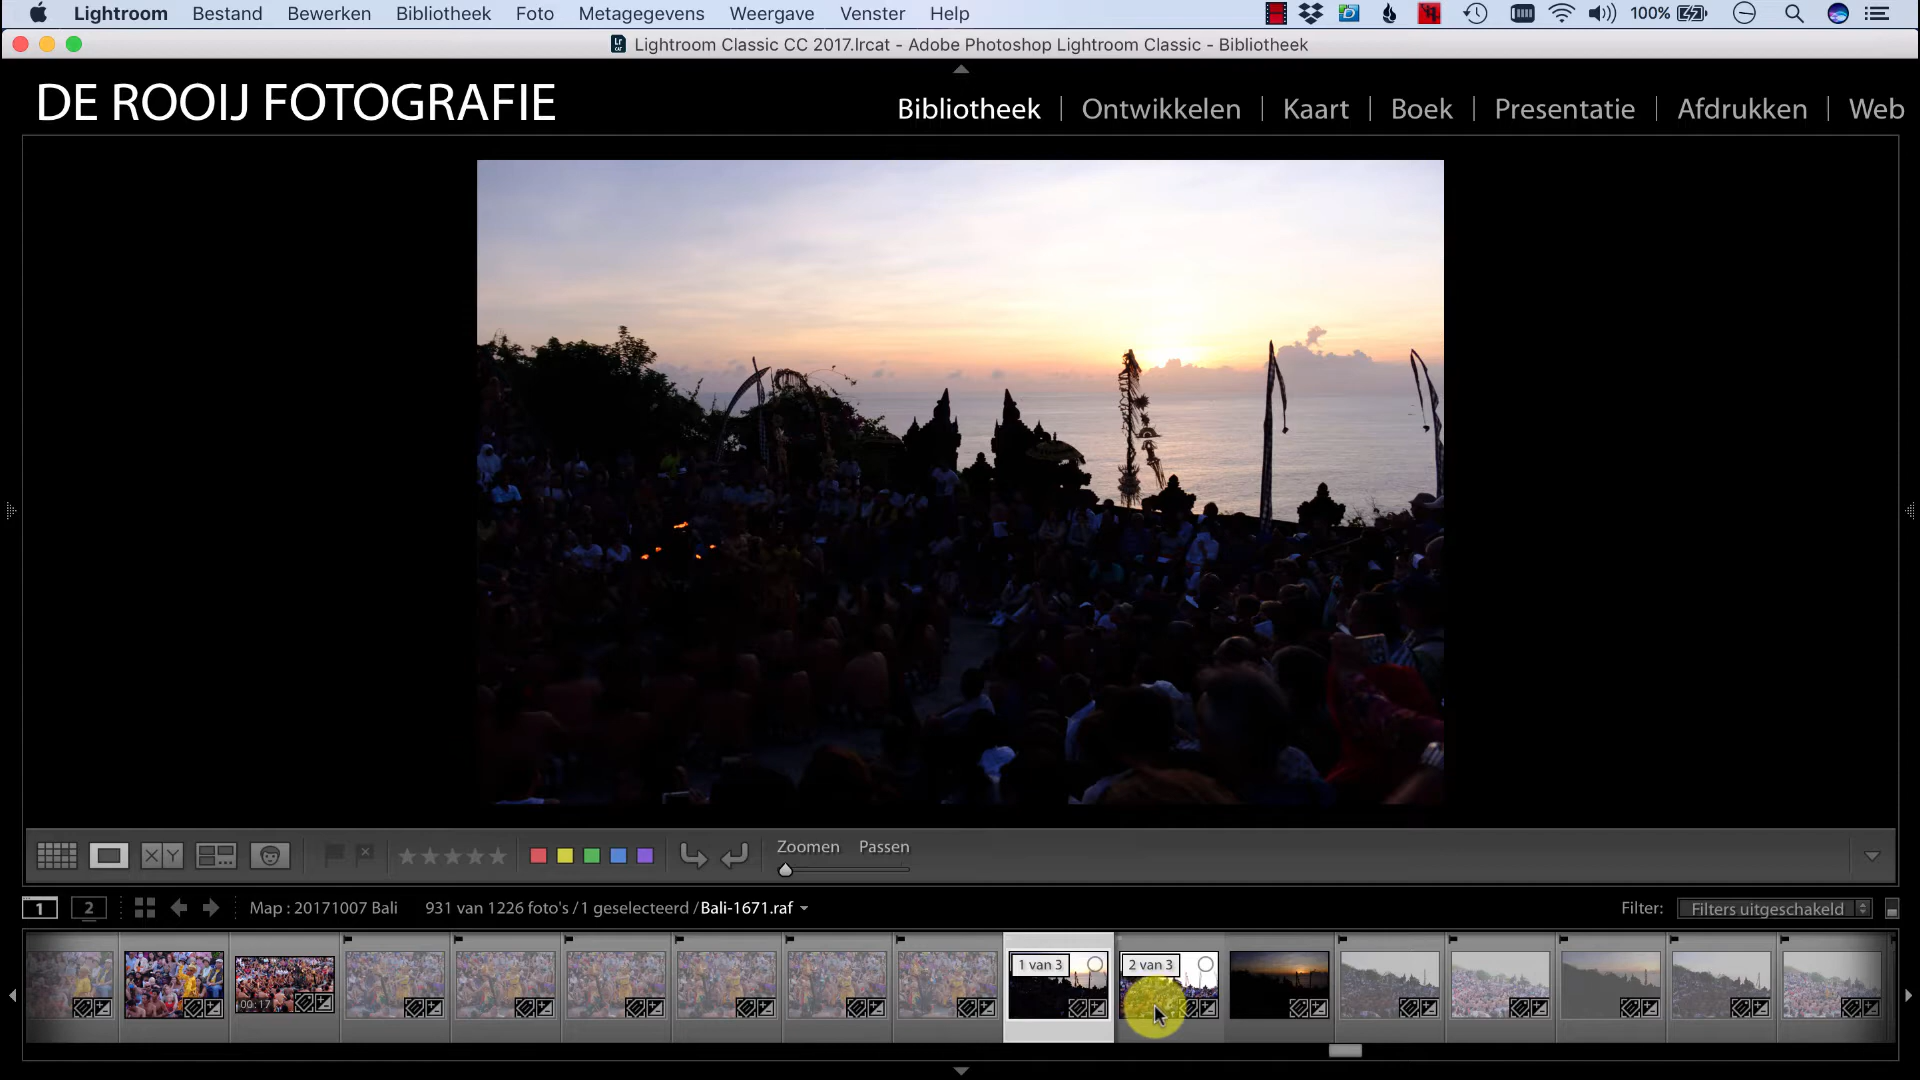 Lightroom Bestand Bewerken Bibliotheek Foto Metagegevens Weergave Venster Help 100%
Lightroom Classic CC 2017.lrcat - Adobe Photoshop Lightroom Classic - Bibliotheek
DE ROOIJ FOTOGRAFIE
Bibliotheek | Ontwikkelen | Kaart | Boek | Presentatie | Afdrukken | Web
X Y
Zoomen Passen
1 2 Map : 20171007 Bali 931 van 1226 foto's / 1 geselecteerd / Bali-1671.raf Filter: Filters uitgeschakeld
1 van 3 2 van 3
00:17